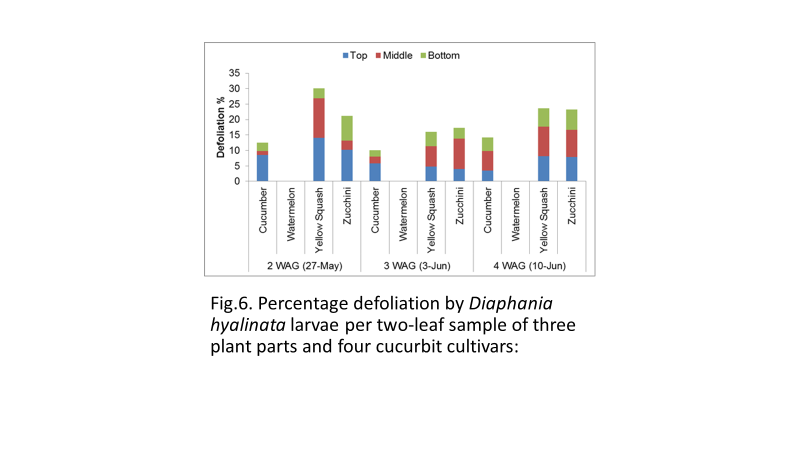 Top Middle Bottom
35
30
25
20
15
10
5
0
Defoliation %
Cucumber
Watermelon
Yellow Squash
Zucchini
Cucumber
Watermelon
Yellow Squash
Zucchini
Cucumber
Watermelon
Yellow Squash
Zucchini
2 WAG (27-May) 3 WAG (3-Jun) 4 WAG (10-Jun)
Fig.6. Percentage defoliation by Diaphania
hyalinata larvae per two-leaf sample of three
plant parts and four cucurbit cultivars: